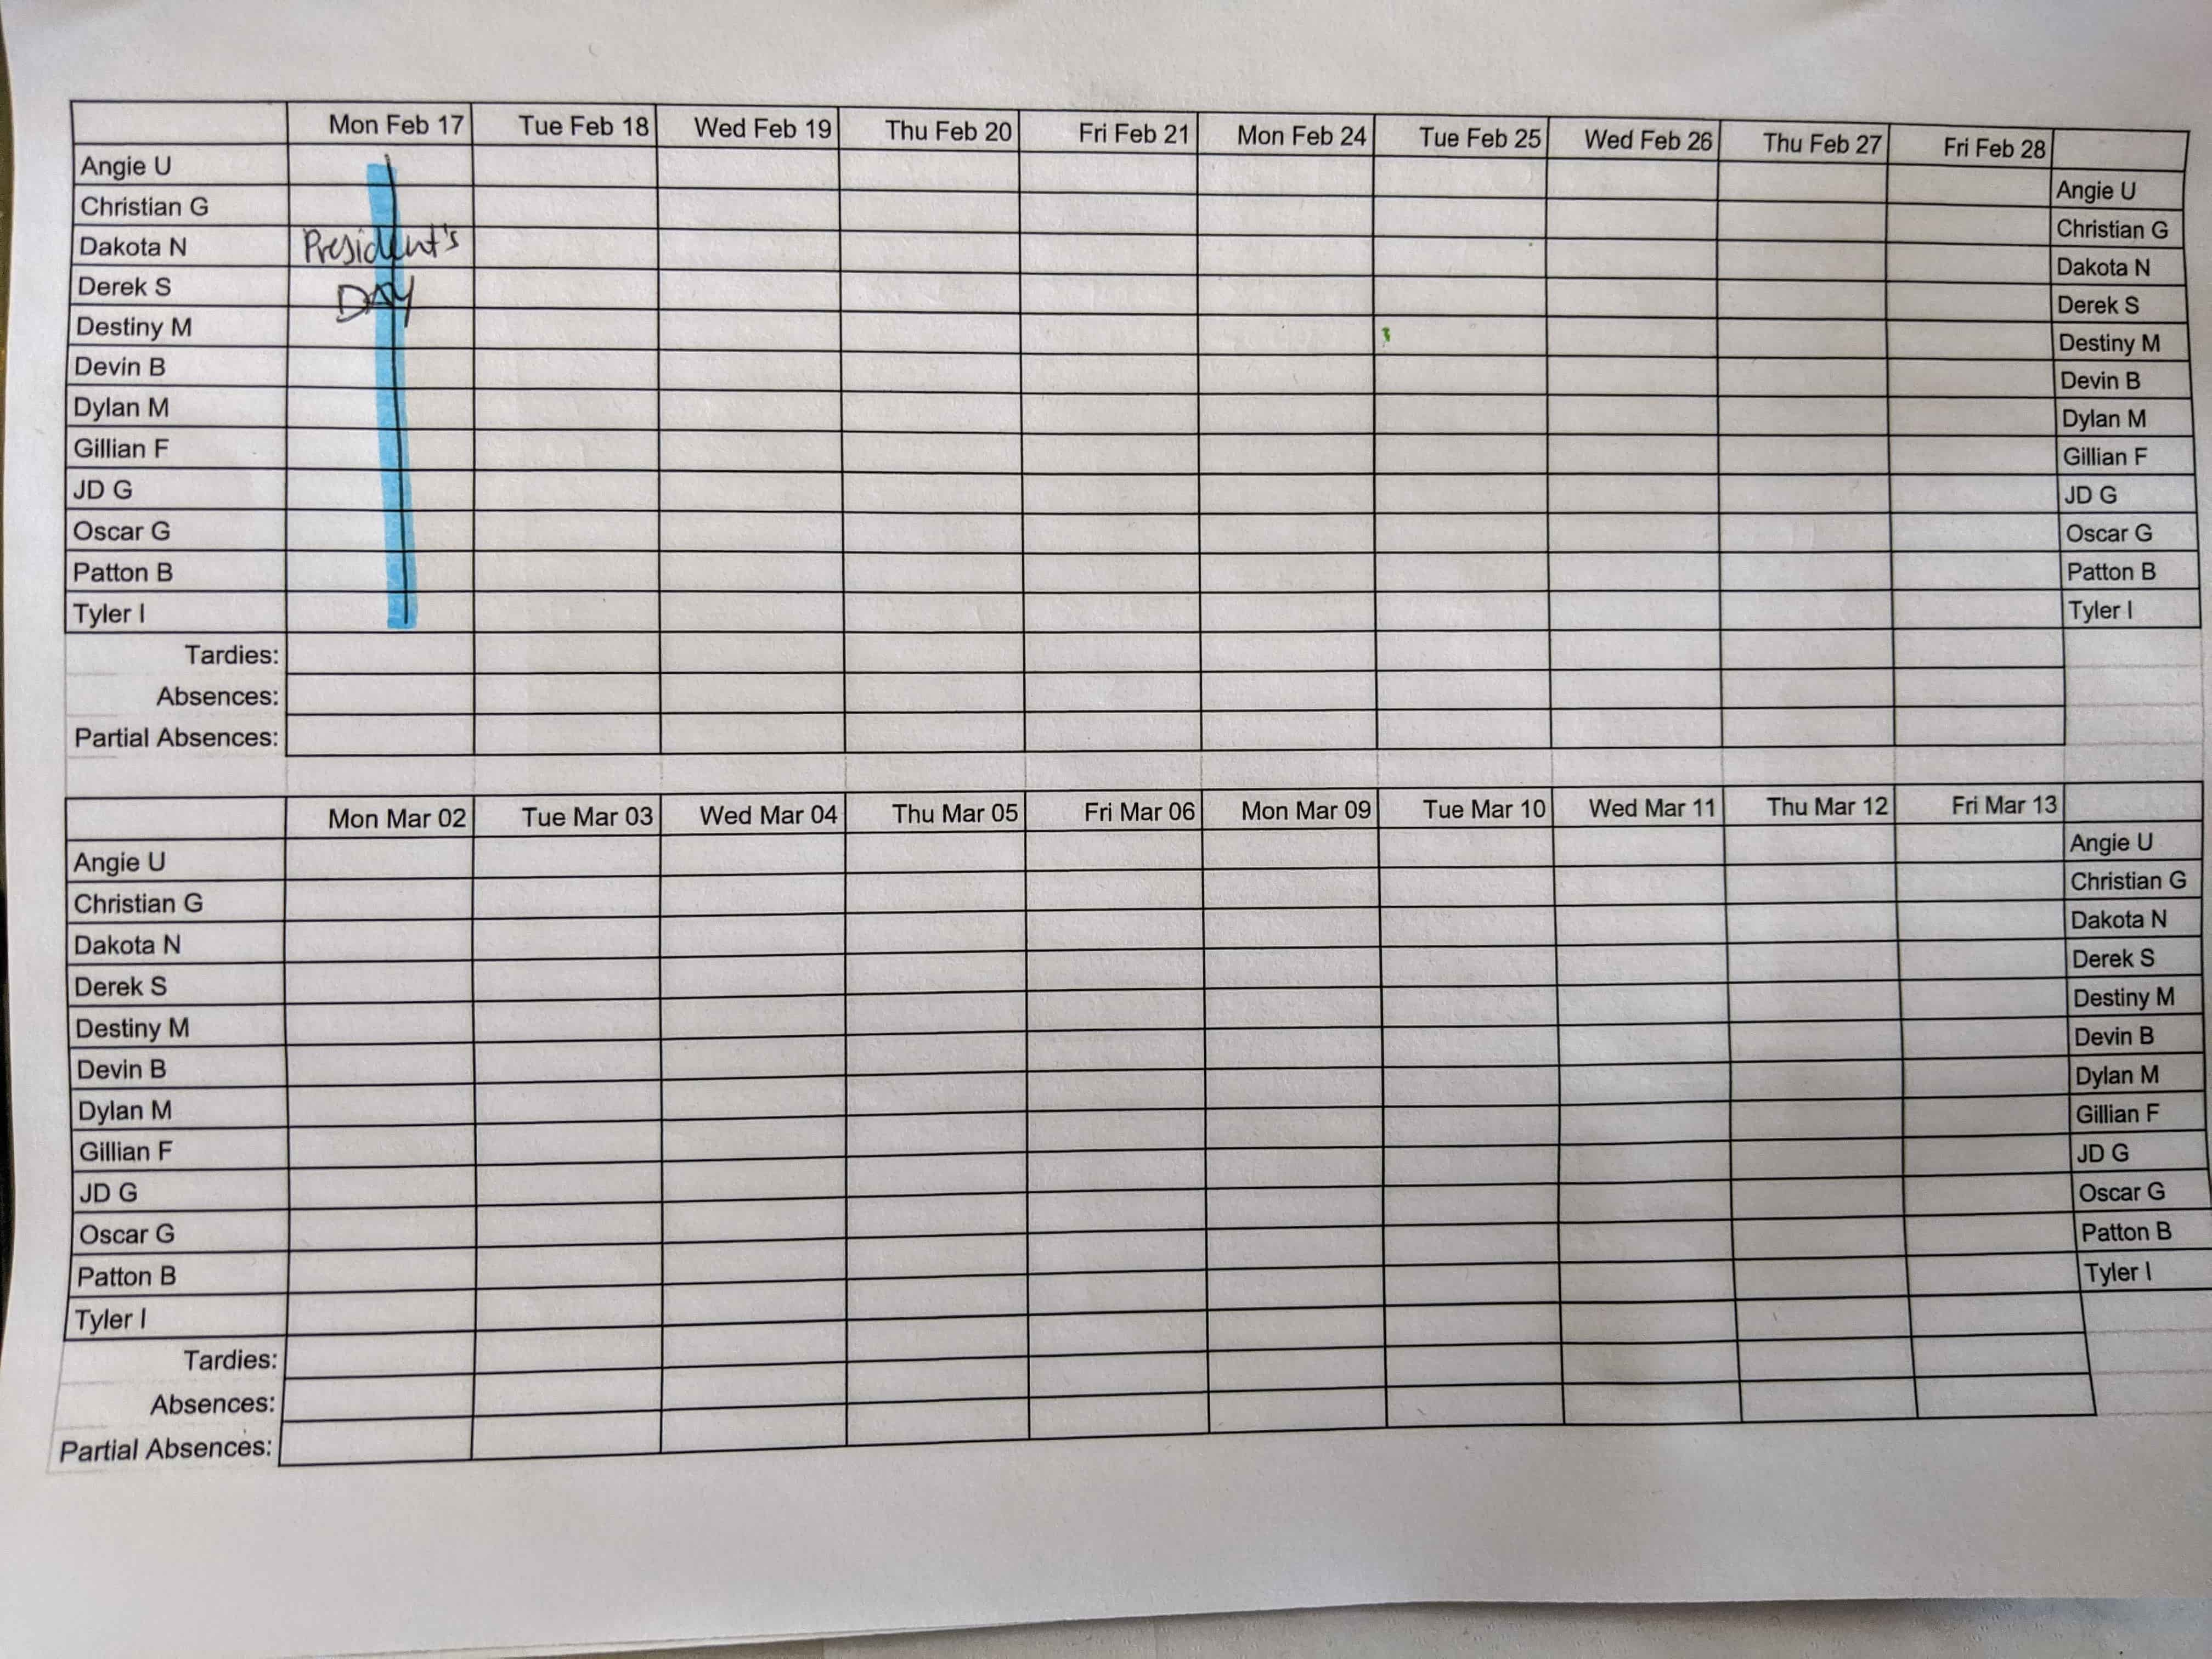 Mon Feb 17 Tue Feb 18 Wed Feb 19 Thu Feb 20 Fri Feb 21 Mon Feb 24 Tue Feb 25 Wed Feb 26 Thu Feb 27 Fri Feb 28
Angie U Angie U
Christian G Christian G
Dakota N President's Dakota N
Derek S DAY Derek S
Destiny M Destiny M
Devin B Devin B
Dylan M Dylan M
Gillian F Gillian F
JD G JD G
Oscar G Oscar G
Patton B Patton B
Tyler I Tyler I
Tardies:
Absences:
Partial Absences:
Mon Mar 02 Tue Mar 03 Wed Mar 04 Thu Mar 05 Fri Mar 06 Mon Mar 09 Tue Mar 10 Wed Mar 11 Thu Mar 12 Fri Mar 13
Angie U Angie U
Christian G Christian G
Dakota N Dakota N
Derek S Derek S
Destiny M Destiny M
Devin B Devin B
Dylan M Dylan M
Gillian F Gillian F
JD G JD G
Oscar G Oscar G
Patton B Patton B
Tyler I Tyler I
Tardies:
Absences:
Partial Absences: